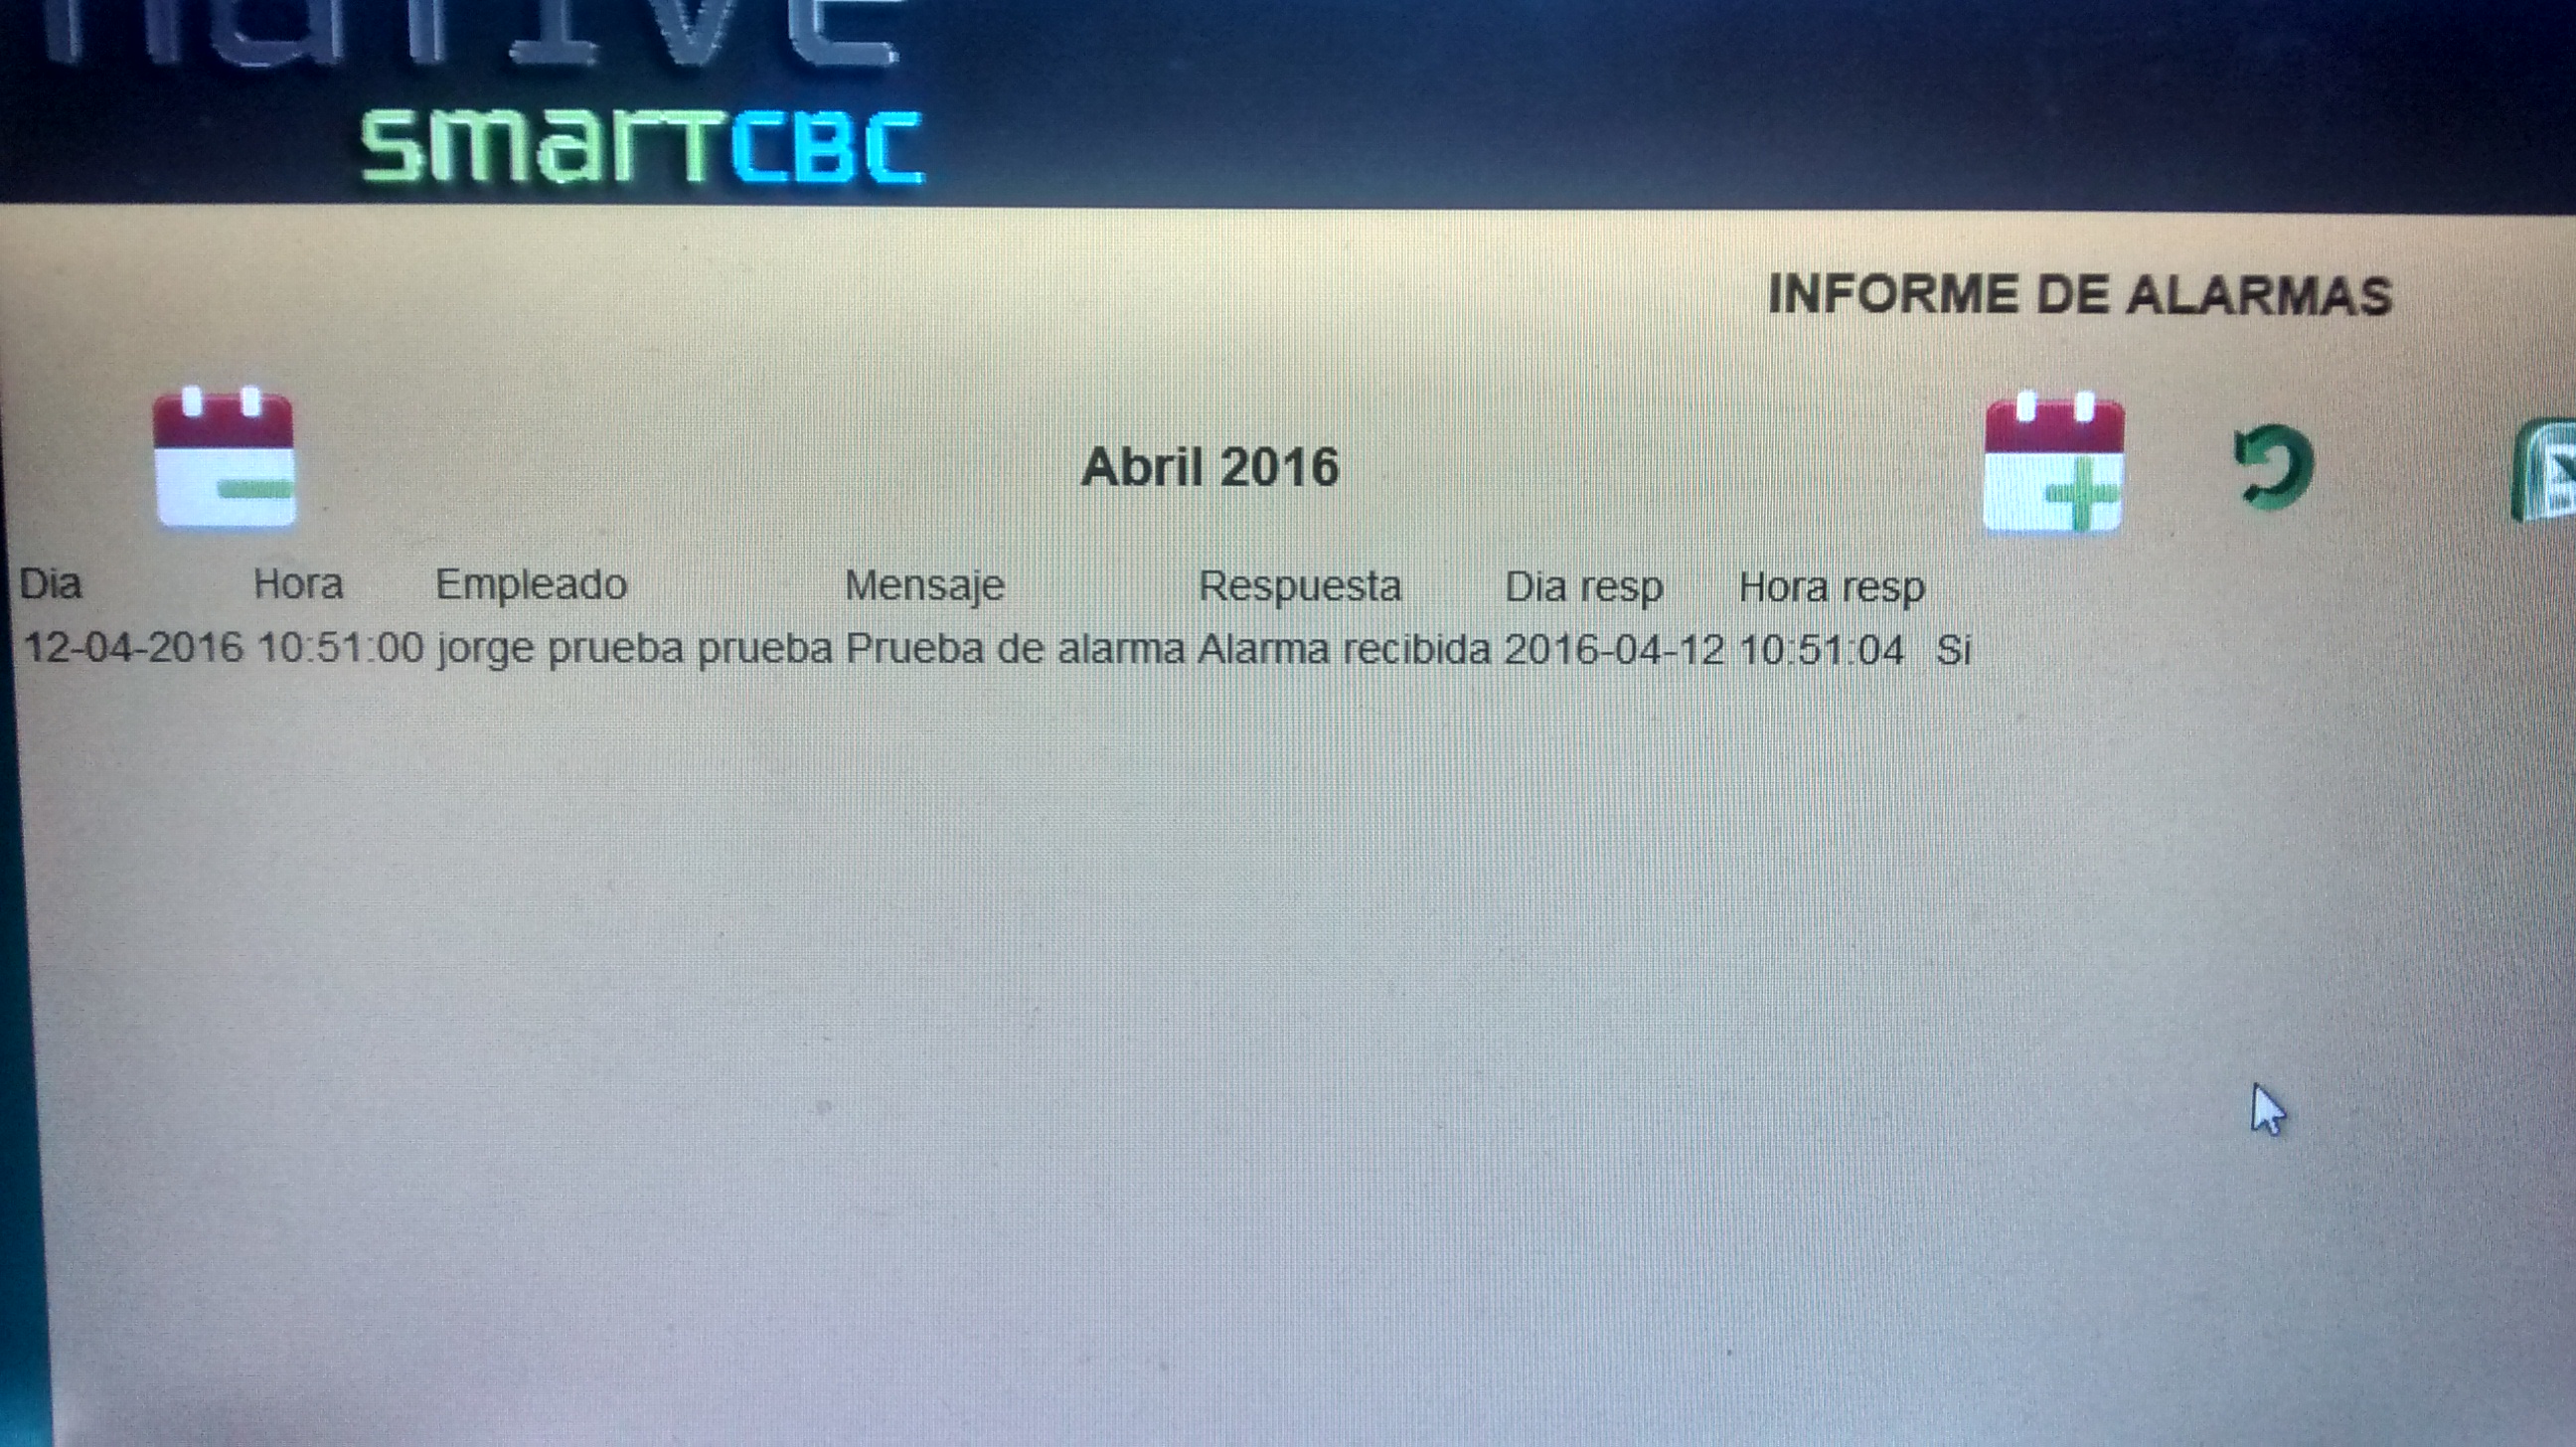 native
smartCBC
INFORME DE ALARMAS
Abril 2016
Dia Hora Empleado Mensaje Respuesta Dia resp Hora resp
12-04-2016 10:51:00 jorge prueba prueba Prueba de alarma Alarma recibida 2016-04-12 10:51:04 Si